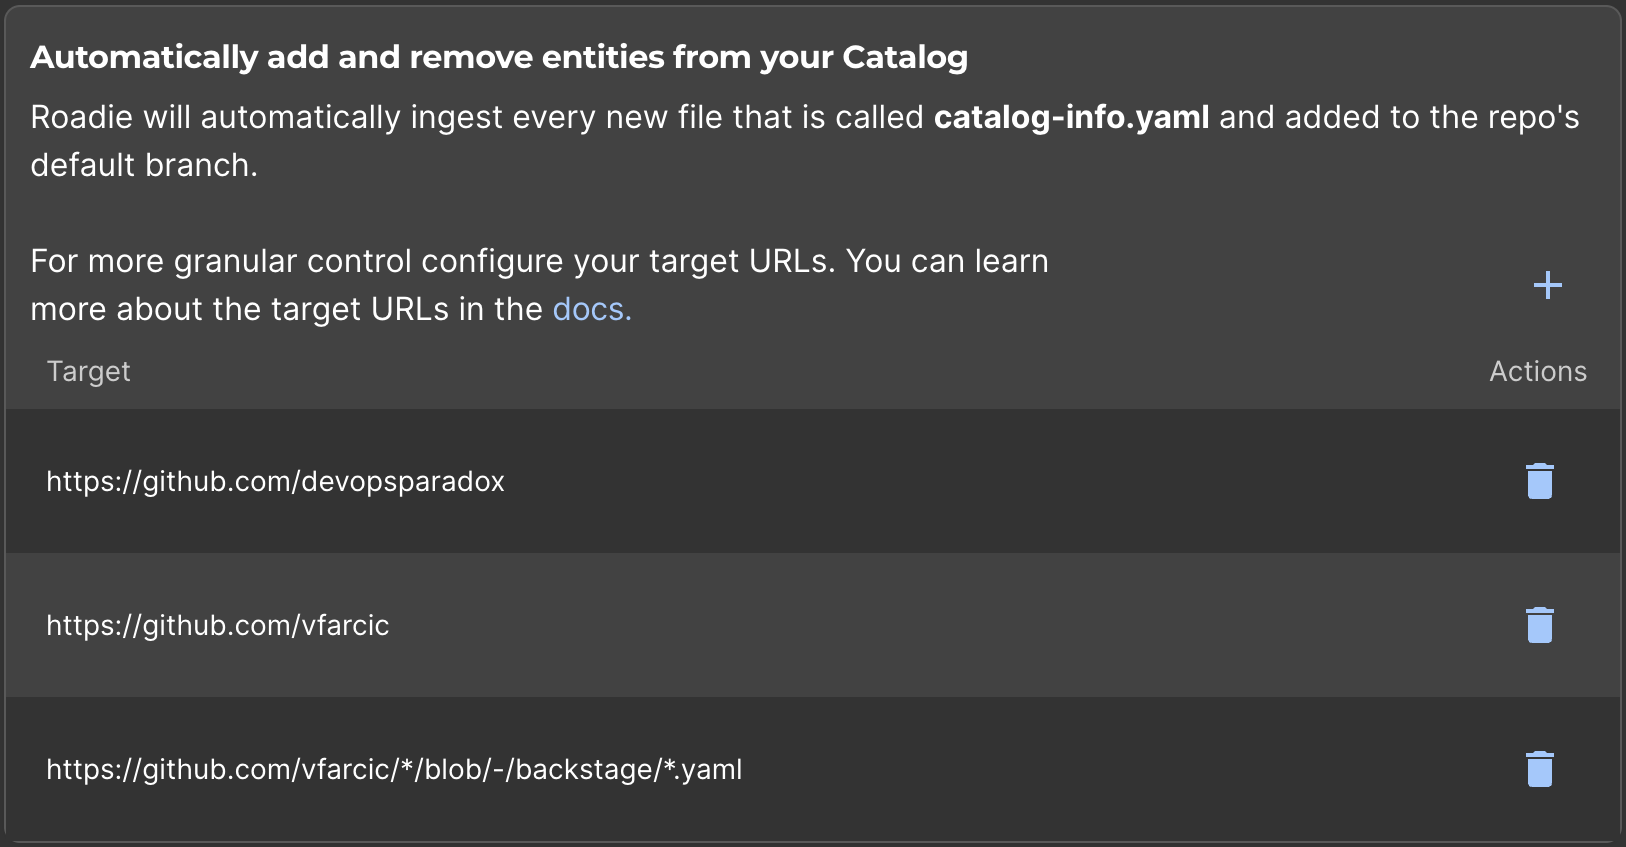 Automatically add and remove entities from your Catalog
Roadie will automatically ingest every new file that is called catalog-info.yaml and added to the repo's
default branch.
For more granular control configure your target URLs. You can learn
more about the target URLs in the docs.
Target Actions
https://github.com/devopsparadox
https://github.com/vfarcic
https://github.com/vfarcic/*/blob/-/backstage/*.yaml